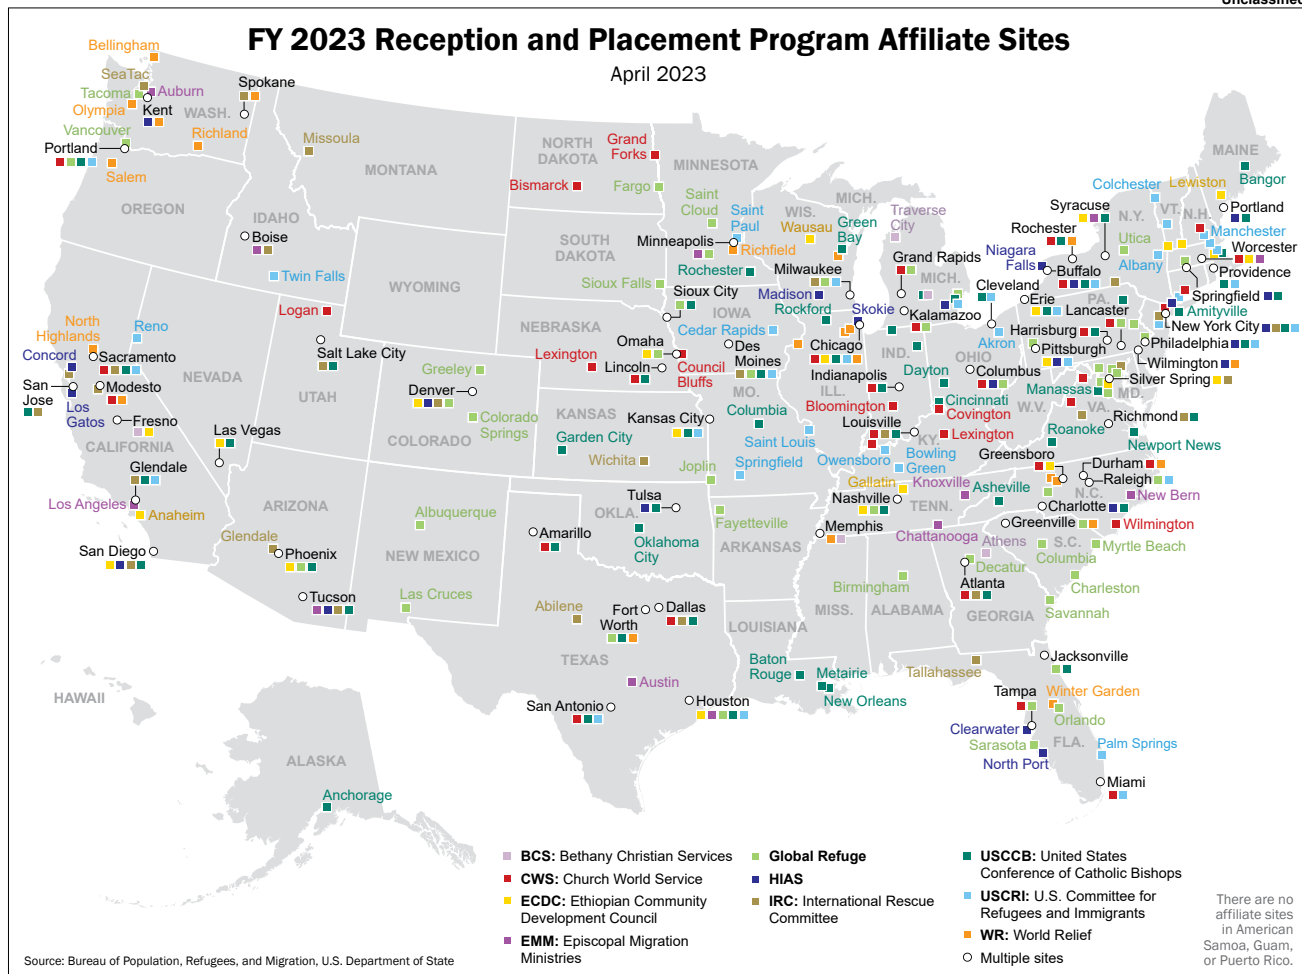 Unclassified
FY 2023 Reception and Placement Program Affiliate Sites
April 2023
Bellingham
SeaTac
Tacoma
Auburn
Olympia
Kent
WASH.
Spokane
Vancouver
Richland
Portland
Salem
OREGON
Missoula
MONTANA
IDAHO
Boise
Twin Falls
WYOMING
NORTH
DAKOTA
Grand
Forks
Bismarck
Fargo
SOUTH
DAKOTA
Sioux Falls
MINNESOTA
Saint
Cloud
Saint
Paul
Minneapolis
Richfield
Rochester
WIS.
Wausau
Green
Bay
Milwaukee
Madison
MICH.
Traverse
City
Grand Rapids
MICH.
Kalamazoo
Logan
Salt Lake City
UTAH
North
Highlands
Reno
Concord
Sacramento
San
Jose
Modesto
Los
Gatos
Fresno
NEVADA
CALIFORNIA
Las Vegas
Glendale
Los Angeles
Anaheim
San Diego
ARIZONA
Glendale
Phoenix
Tucson
Greeley
Denver
Colorado
Springs
COLORADO
NEW MEXICO
Albuquerque
Las Cruces
NEBRASKA
Sioux City
Omaha
Lexington
Lincoln
Council
Bluffs
IOWA
Cedar Rapids
Des
Moines
KANSAS
Kansas City
Garden City
Wichita
MO.
Columbia
Saint Louis
Joplin
Springfield
Rockford
Skokie
Chicago
ILL.
Bloomington
IND.
Indianapolis
OHIO
Cleveland
Akron
Columbus
Dayton
Cincinnati
Covington
Louisville
KY.
Lexington
Owensboro
Bowling
Green
OKLA.
Tulsa
Oklahoma
City
Amarillo
Fayetteville
ARKANSAS
TENN.
Gallatin
Nashville
Knoxville
Memphis
Chattanooga
Abilene
Fort
Worth
Dallas
TEXAS
Austin
San Antonio
Houston
LOUISIANA
Baton
Rouge
Metairie
New Orleans
MISS.
ALABAMA
Birmingham
GEORGIA
Athens
Decatur
Atlanta
Savannah
S.C.
Columbia
Myrtle Beach
Charleston
Greenville
N.C.
Asheville
Greensboro
Durham
Raleigh
New Bern
Charlotte
Wilmington
Tallahassee
Jacksonville
Tampa
Winter Garden
Orlando
Clearwater
Sarasota
North Port
FLA.
Palm Springs
Miami
W.V.
VA.
Manassas
Richmond
Roanoke
Newport News
MD.
Silver Spring
PA.
Erie
Pittsburgh
Harrisburg
Lancaster
Philadelphia
Wilmington
N.Y.
Syracuse
Rochester
Niagara
Falls
Buffalo
Utica
Albany
New York City
Amityville
VT.
Colchester
N.H.
Manchester
MAINE
Bangor
Lewiston
Portland
Worcester
Providence
Springfield
HAWAII
ALASKA
Anchorage
BCS: Bethany Christian Services
CWS: Church World Service
ECDC: Ethiopian Community
Development Council
EMM: Episcopal Migration
Ministries
Global Refuge
HIAS
IRC: International Rescue
Committee
USCCB: United States
Conference of Catholic Bishops
USCRI: U.S. Committee for
Refugees and Immigrants
WR: World Relief
Multiple sites
There are no
affiliate sites
in American
Samoa, Guam,
or Puerto Rico.
Source: Bureau of Population, Refugees, and Migration, U.S. Department of State